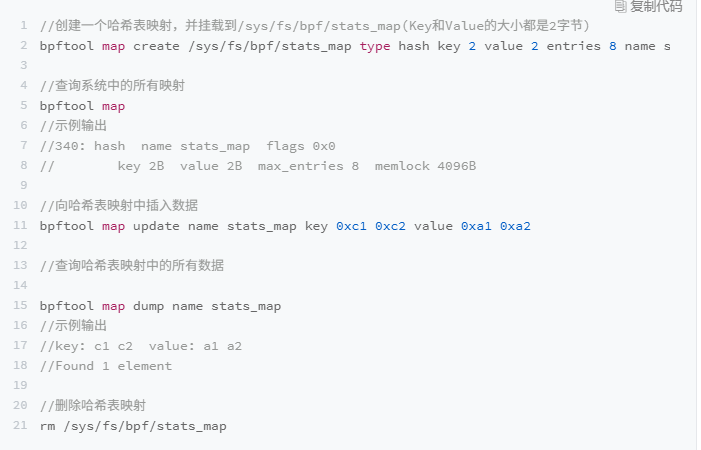 复制代码
1 //创建一个哈希表映射，并挂载到/sys/fs/bpf/stats_map(Key和Value的大小都是2字节)
2 bpftool map create /sys/fs/bpf/stats_map type hash key 2 value 2 entries 8 name s
3
4 //查询系统中的所有映射
5 bpftool map
6 //示例输出
7 //340: hash  name stats_map  flags 0x0
8 //        key 2B  value 2B  max_entries 8  memlock 4096B
9
10 //向哈希表映射中插入数据
11 bpftool map update name stats_map key 0xc1 0xc2 value 0xa1 0xa2
12
13 //查询哈希表映射中的所有数据
14
15 bpftool map dump name stats_map
16 //示例输出
17 //key: c1 c2  value: a1 a2
18 //Found 1 element
19
20 //删除哈希表映射
21 rm /sys/fs/bpf/stats_map